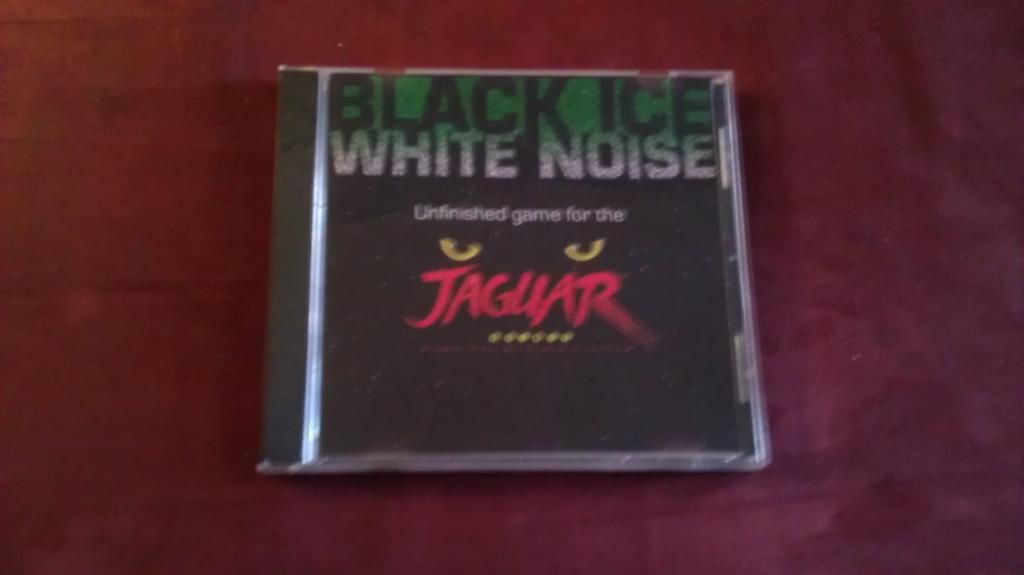 BLACK ICE
WHITE NOISE
Unfinished game for the
JAGUAR